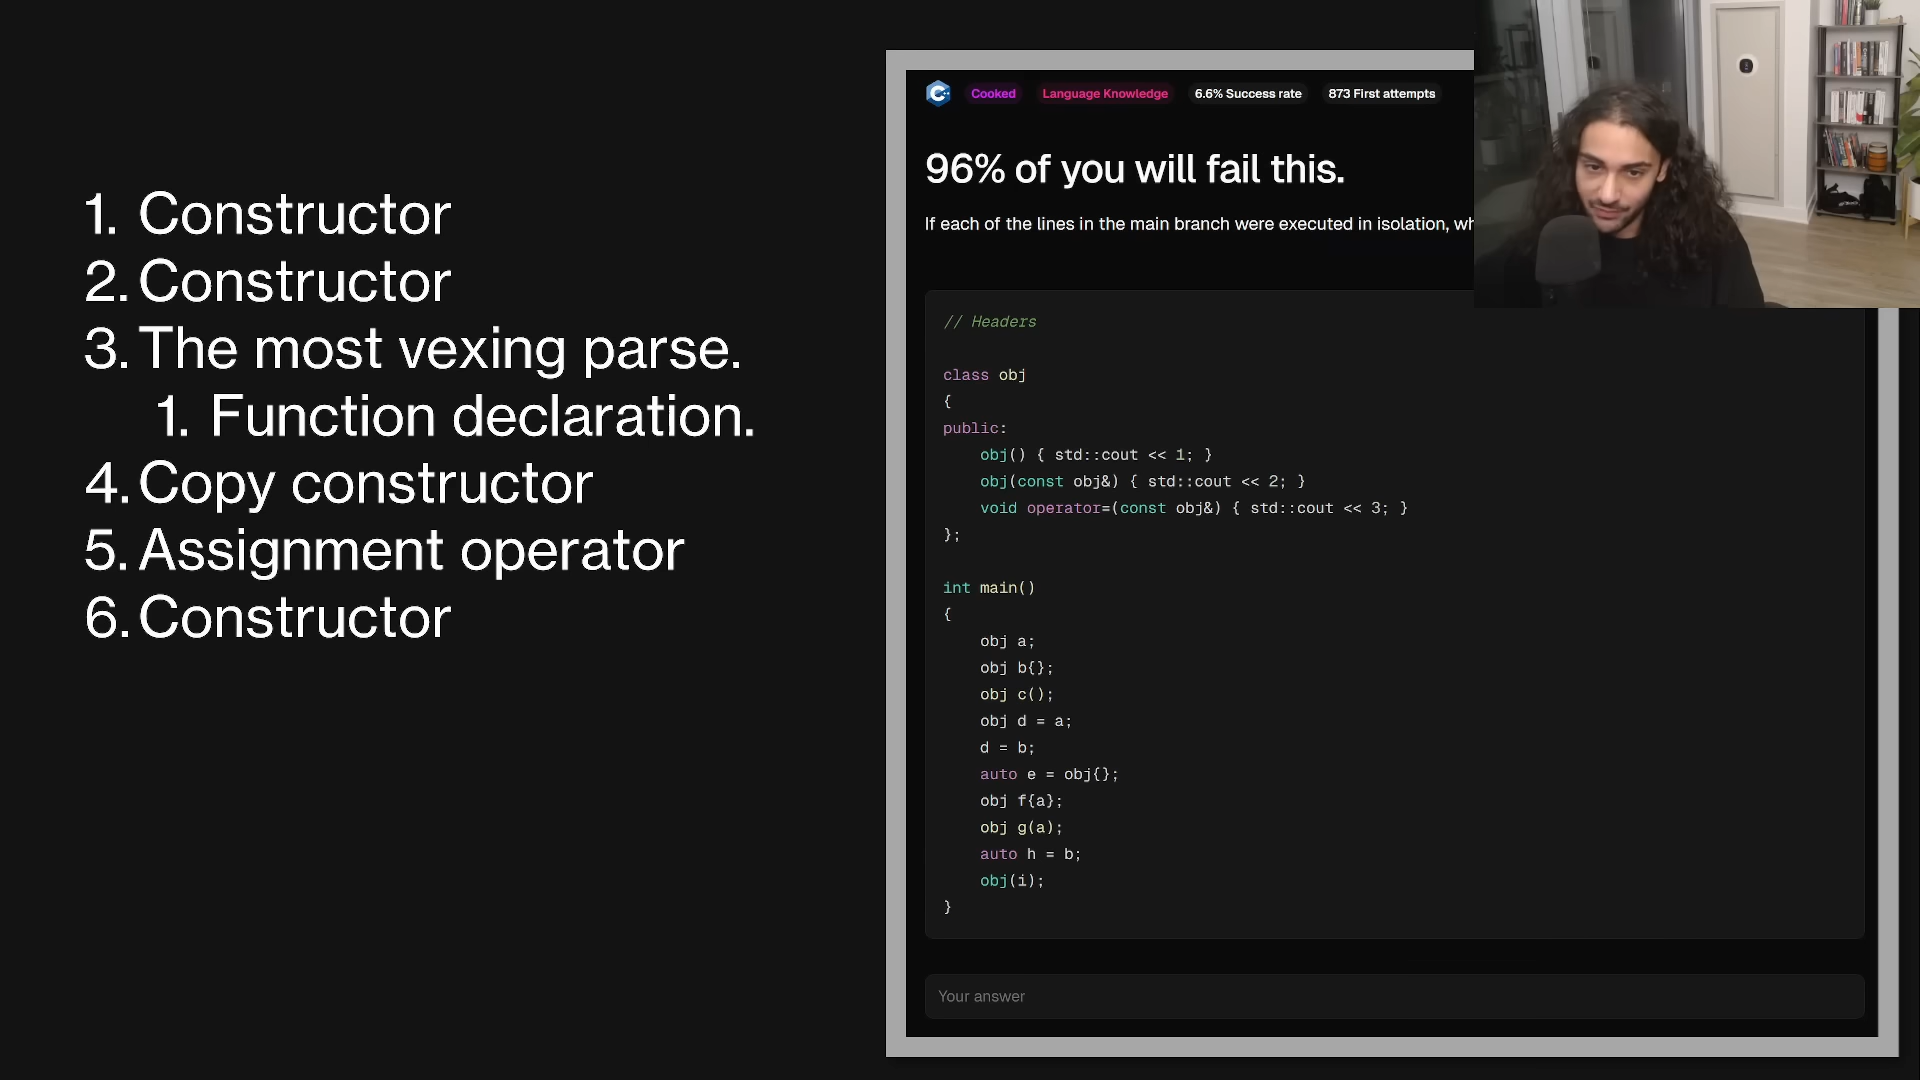 1. Constructor
2. Constructor
3. The most vexing parse.
1. Function declaration.
4. Copy constructor
5. Assignment operator
6. Constructor
Cooked
Language Knowledge
6.6% Success rate
873 First attempts
96% of you will fail this.
If each of the lines in the main branch were executed in isolation,
// Headers
class obj
{
public:
obj() { std::cout << 1; }
obj(const obj&) { std::cout << 2; }
void operator=(const obj&) { std::cout << 3; }
};
int main()
{
obj a;
obj b{};
obj c();
obj d = a;
d = b;
auto e = obj{};
obj f{a};
obj g(a);
auto h = b;
obj(i);
}
Your answer